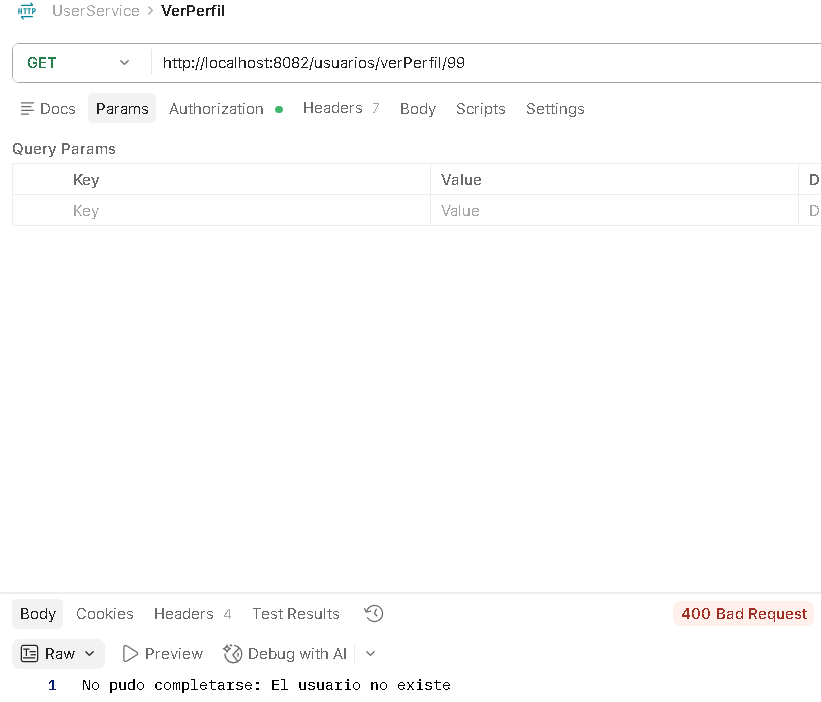 HTTP UserService > VerPerfil
GET http://localhost:8082/usuarios/verPerfil/99
Docs Params Authorization Headers 7 Body Scripts Settings
Query Params
Key Value D
Key Value D
Body Cookies Headers 4 Test Results 400 Bad Request
Raw Preview Debug with AI
1 No pudo completarse: El usuario no existe